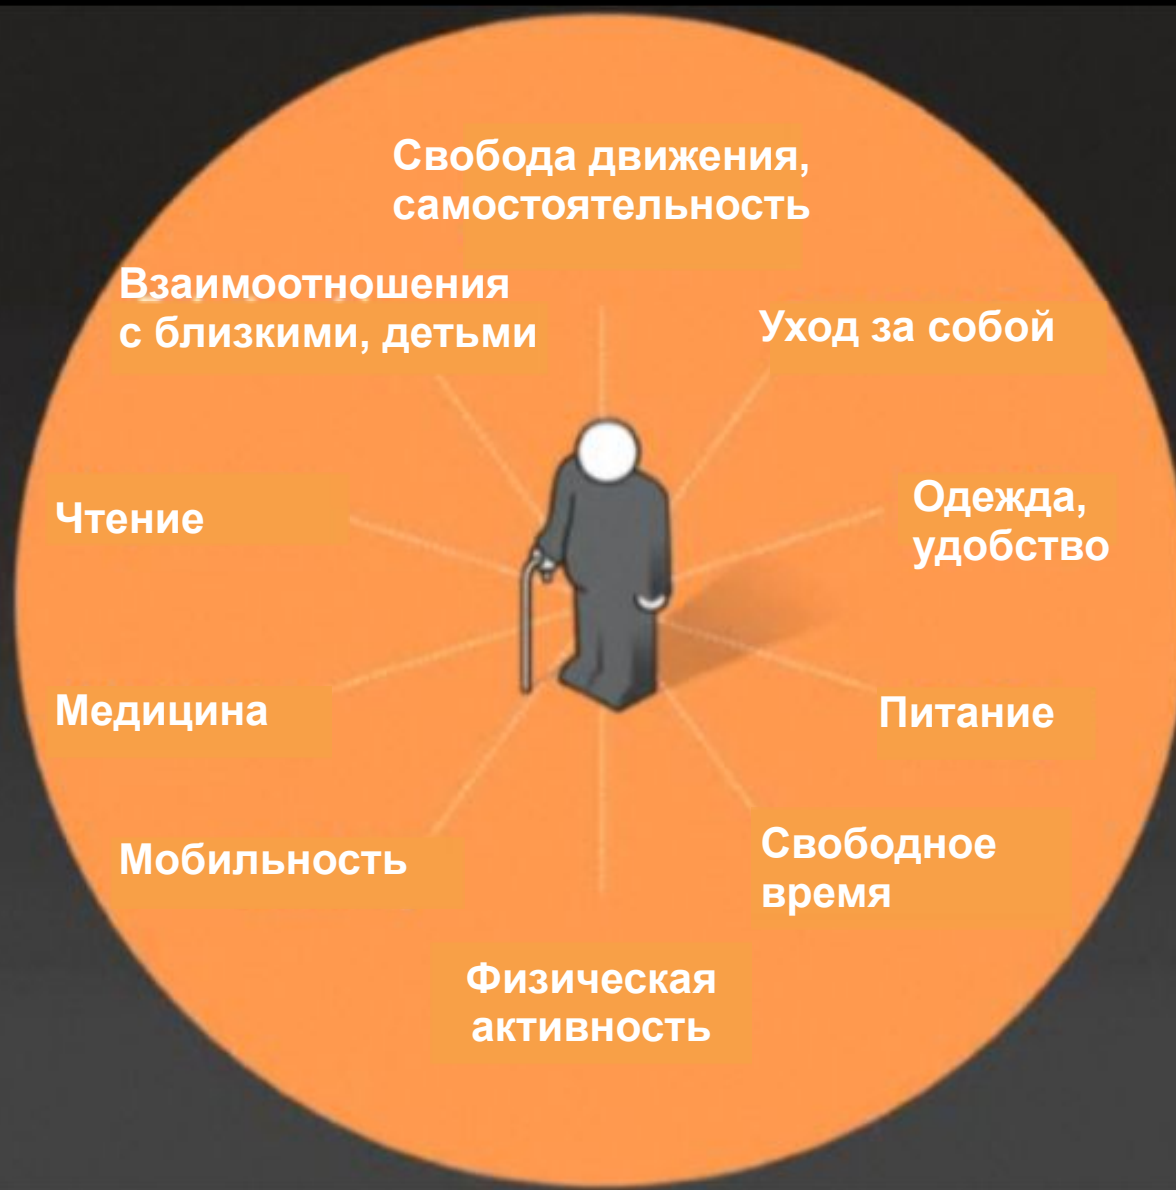 Свобода движения,
самостоятельность
Взаимоотношения
с близкими, детьми
Уход за собой
Чтение
Одежда,
удобство
Медицина
Питание
Мобильность
Свободное
время
Физическая
активность